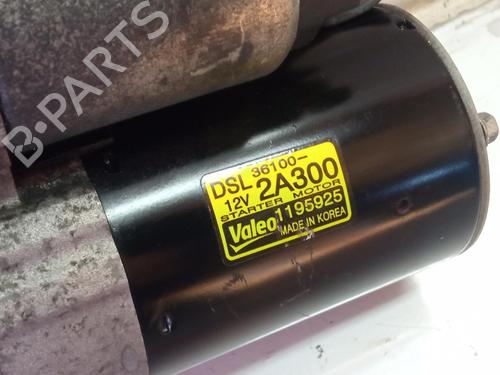 B-PARTS
DSL 36100-
12V 2A300
STARTER MOTOR
Valeo 1195925
MADE IN KOREA